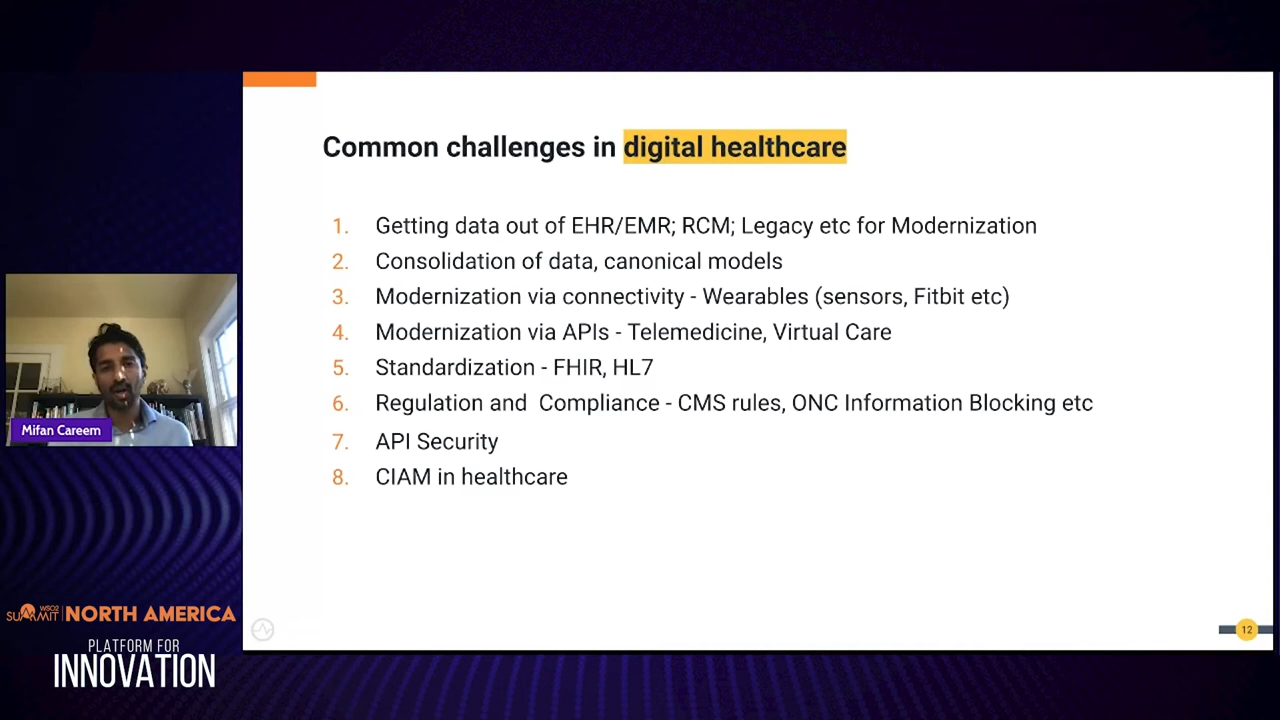 Common challenges in digital healthcare
1. Getting data out of EHR/EMR; RCM; Legacy etc for Modernization
2. Consolidation of data, canonical models
3. Modernization via connectivity - Wearables (sensors, Fitbit etc)
4. Modernization via APIs - Telemedicine, Virtual Care
5. Standardization - FHIR, HL7
6. Regulation and Compliance - CMS rules, ONC Information Blocking etc
7. API Security
8. CIAM in healthcare
Mifan Careem
WSO2
SUMMIT NORTH AMERICA
PLATFORM FOR
INNOVATION
12